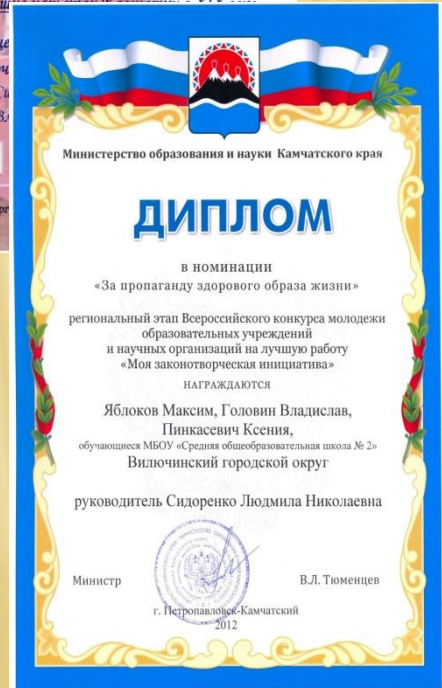 Министерство образования и науки Камчатского края
ДИПЛОМ
в номинации
«За пропаганду здорового образа жизни»
региональный этап Всероссийского конкурса молодежи
образовательных учреждений
и научных организаций на лучшую работу
«Моя законотворческая инициатива»
НАГРАЖДАЮТСЯ
Яблоков Максим, Головин Владислав,
Пинкасевич Ксения,
обучающиеся МБОУ «Средняя общеобразовательная школа № 2»
Вилючинский городской округ
руководитель Сидоренко Людмила Николаевна
Министр В.Л. Тюменцев
г. Петропавловск-Камчатский
2012